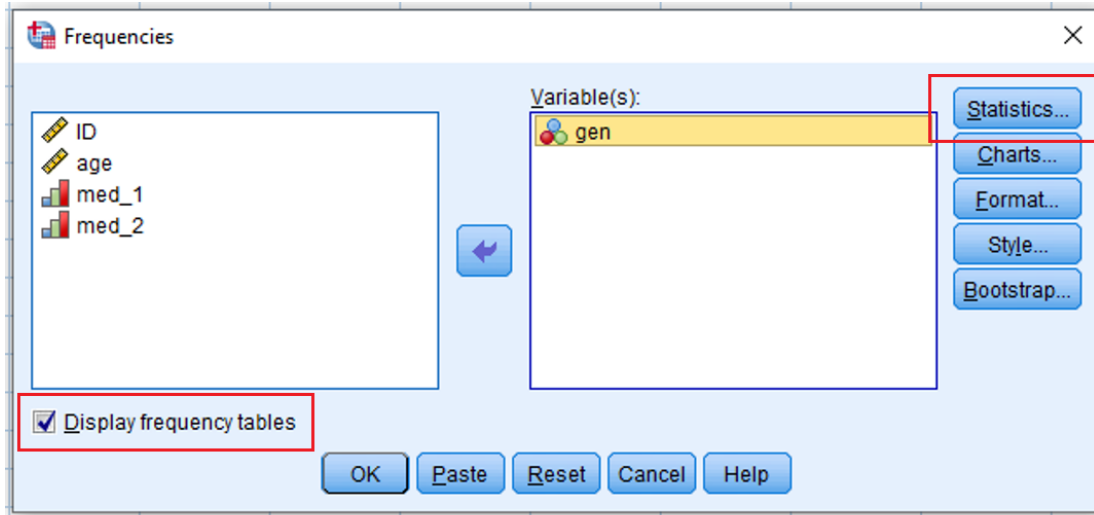 Frequencies
Variable(s):
ID
age
med_1
med_2
gen
Statistics...
Charts...
Format...
Style...
Bootstrap...
Display frequency tables
OK
Paste
Reset
Cancel
Help